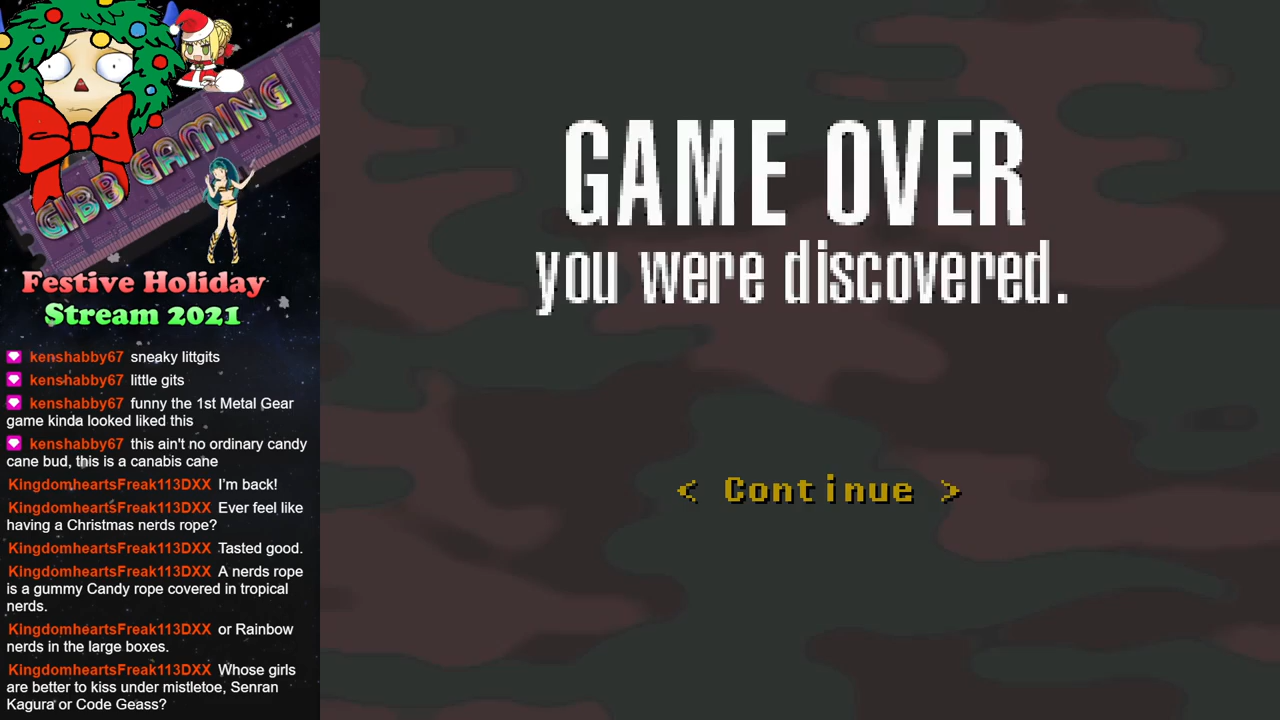 GIBB GAMING
Festive Holiday
Stream 2021
kenshabby67 sneaky littgits
kenshabby67 little gits
kenshabby67 funny the 1st Metal Gear
game kinda looked liked this
kenshabby67 this ain't no ordinary candy
cane bud, this is a canabis cane
KingdomheartsFreak113DXX I'm back!
KingdomheartsFreak113DXX Ever feel like
having a Christmas nerds rope?
KingdomheartsFreak113DXX Tasted good.
KingdomheartsFreak113DXX A nerds rope
is a gummy Candy rope covered in tropical
nerds.
KingdomheartsFreak113DXX or Rainbow
nerds in the large boxes.
KingdomheartsFreak113DXX Whose girls
are better to kiss under mistletoe, Senran
Kagura or Code Geass?
GAME OVER
you were discovered.
< Continue >